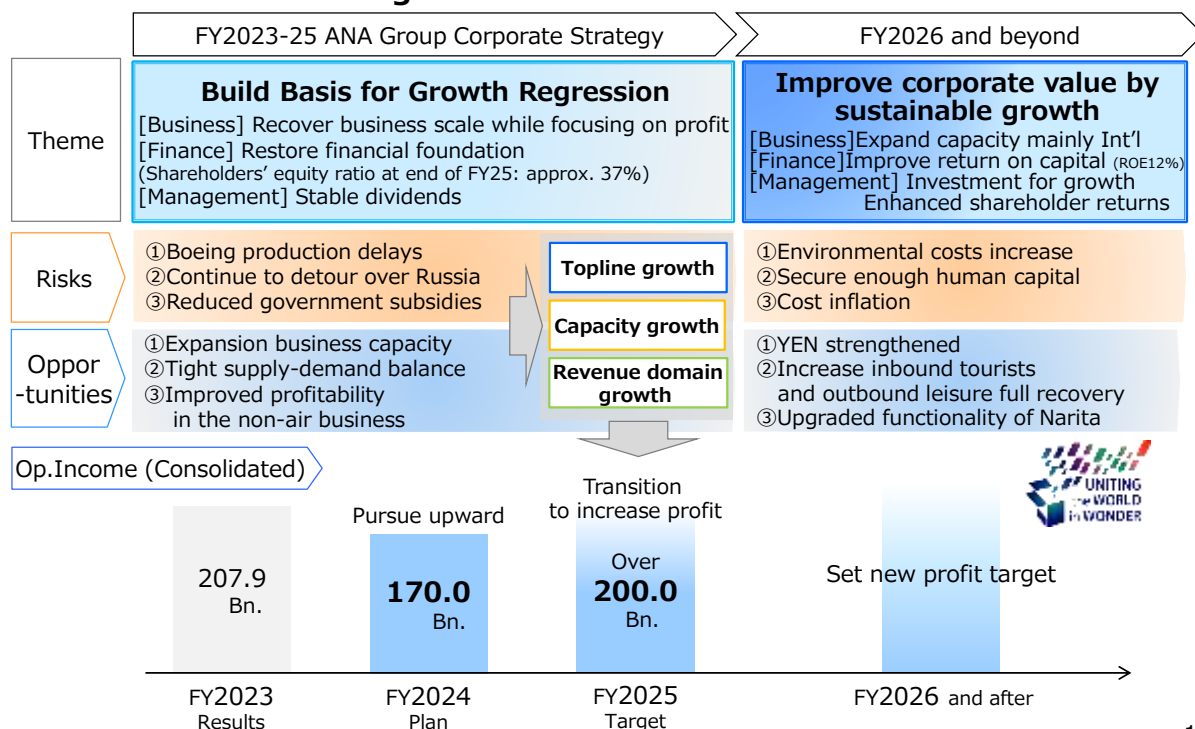 FY2023-25 ANA Group Corporate Strategy
FY2026 and beyond
Theme
Build Basis for Growth Regression
[Business] Recover business scale while focusing on profit
[Finance] Restore financial foundation
(Shareholders' equity ratio at end of FY25: approx. 37%)
[Management] Stable dividends
Improve corporate value by
sustainable growth
[Business]Expand capacity mainly Int'l
[Finance]Improve return on capital (ROE12%)
[Management] Investment for growth
Enhanced shareholder returns
Risks
①Boeing production delays
②Continue to detour over Russia
③Reduced government subsidies
Topline growth
Capacity growth
Revenue domain
growth
①Environmental costs increase
②Secure enough human capital
③Cost inflation
Oppor
-tunities
①Expansion business capacity
②Tight supply-demand balance
③Improved profitability
in the non-air business
①YEN strengthened
②Increase inbound tourists
and outbound leisure full recovery
③Upgraded functionality of Narita
Op.Income (Consolidated)
UNITING
the WORLD
in WONDER
207.9
Bn.
Pursue upward
170.0
Bn.
Transition
to increase profit
Over
200.0
Bn.
Set new profit target
FY2023
Results
FY2024
Plan
FY2025
Target
FY2026 and after